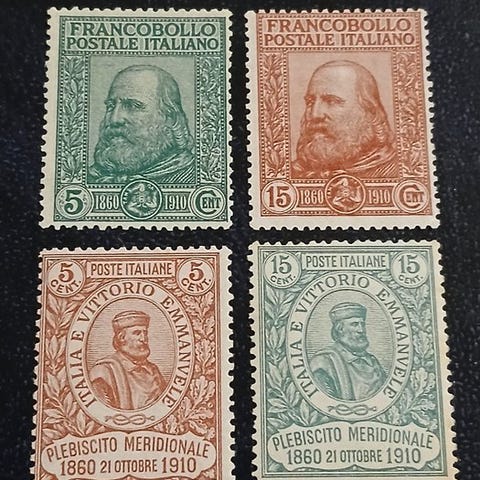 FRANCOBOLLO
POSTALE ITALIANO
5 1860 1910 CENT
FRANCOBOLLO
POSTALE ITALIANO
15 1860 1910 CENT
5 CENT. POSTE ITALIANE 5 CENT.
ITALIA E VITTORIO EMMANUELE
PLEBISCITO MERIDIONALE
1860 21 OTTOBRE 1910
15 CENT. POSTE ITALIANE 15 CENT.
ITALIA E VITTORIO EMMANUELE
PLEBISCITO MERIDIONALE
1860 21 OTTOBRE 1910